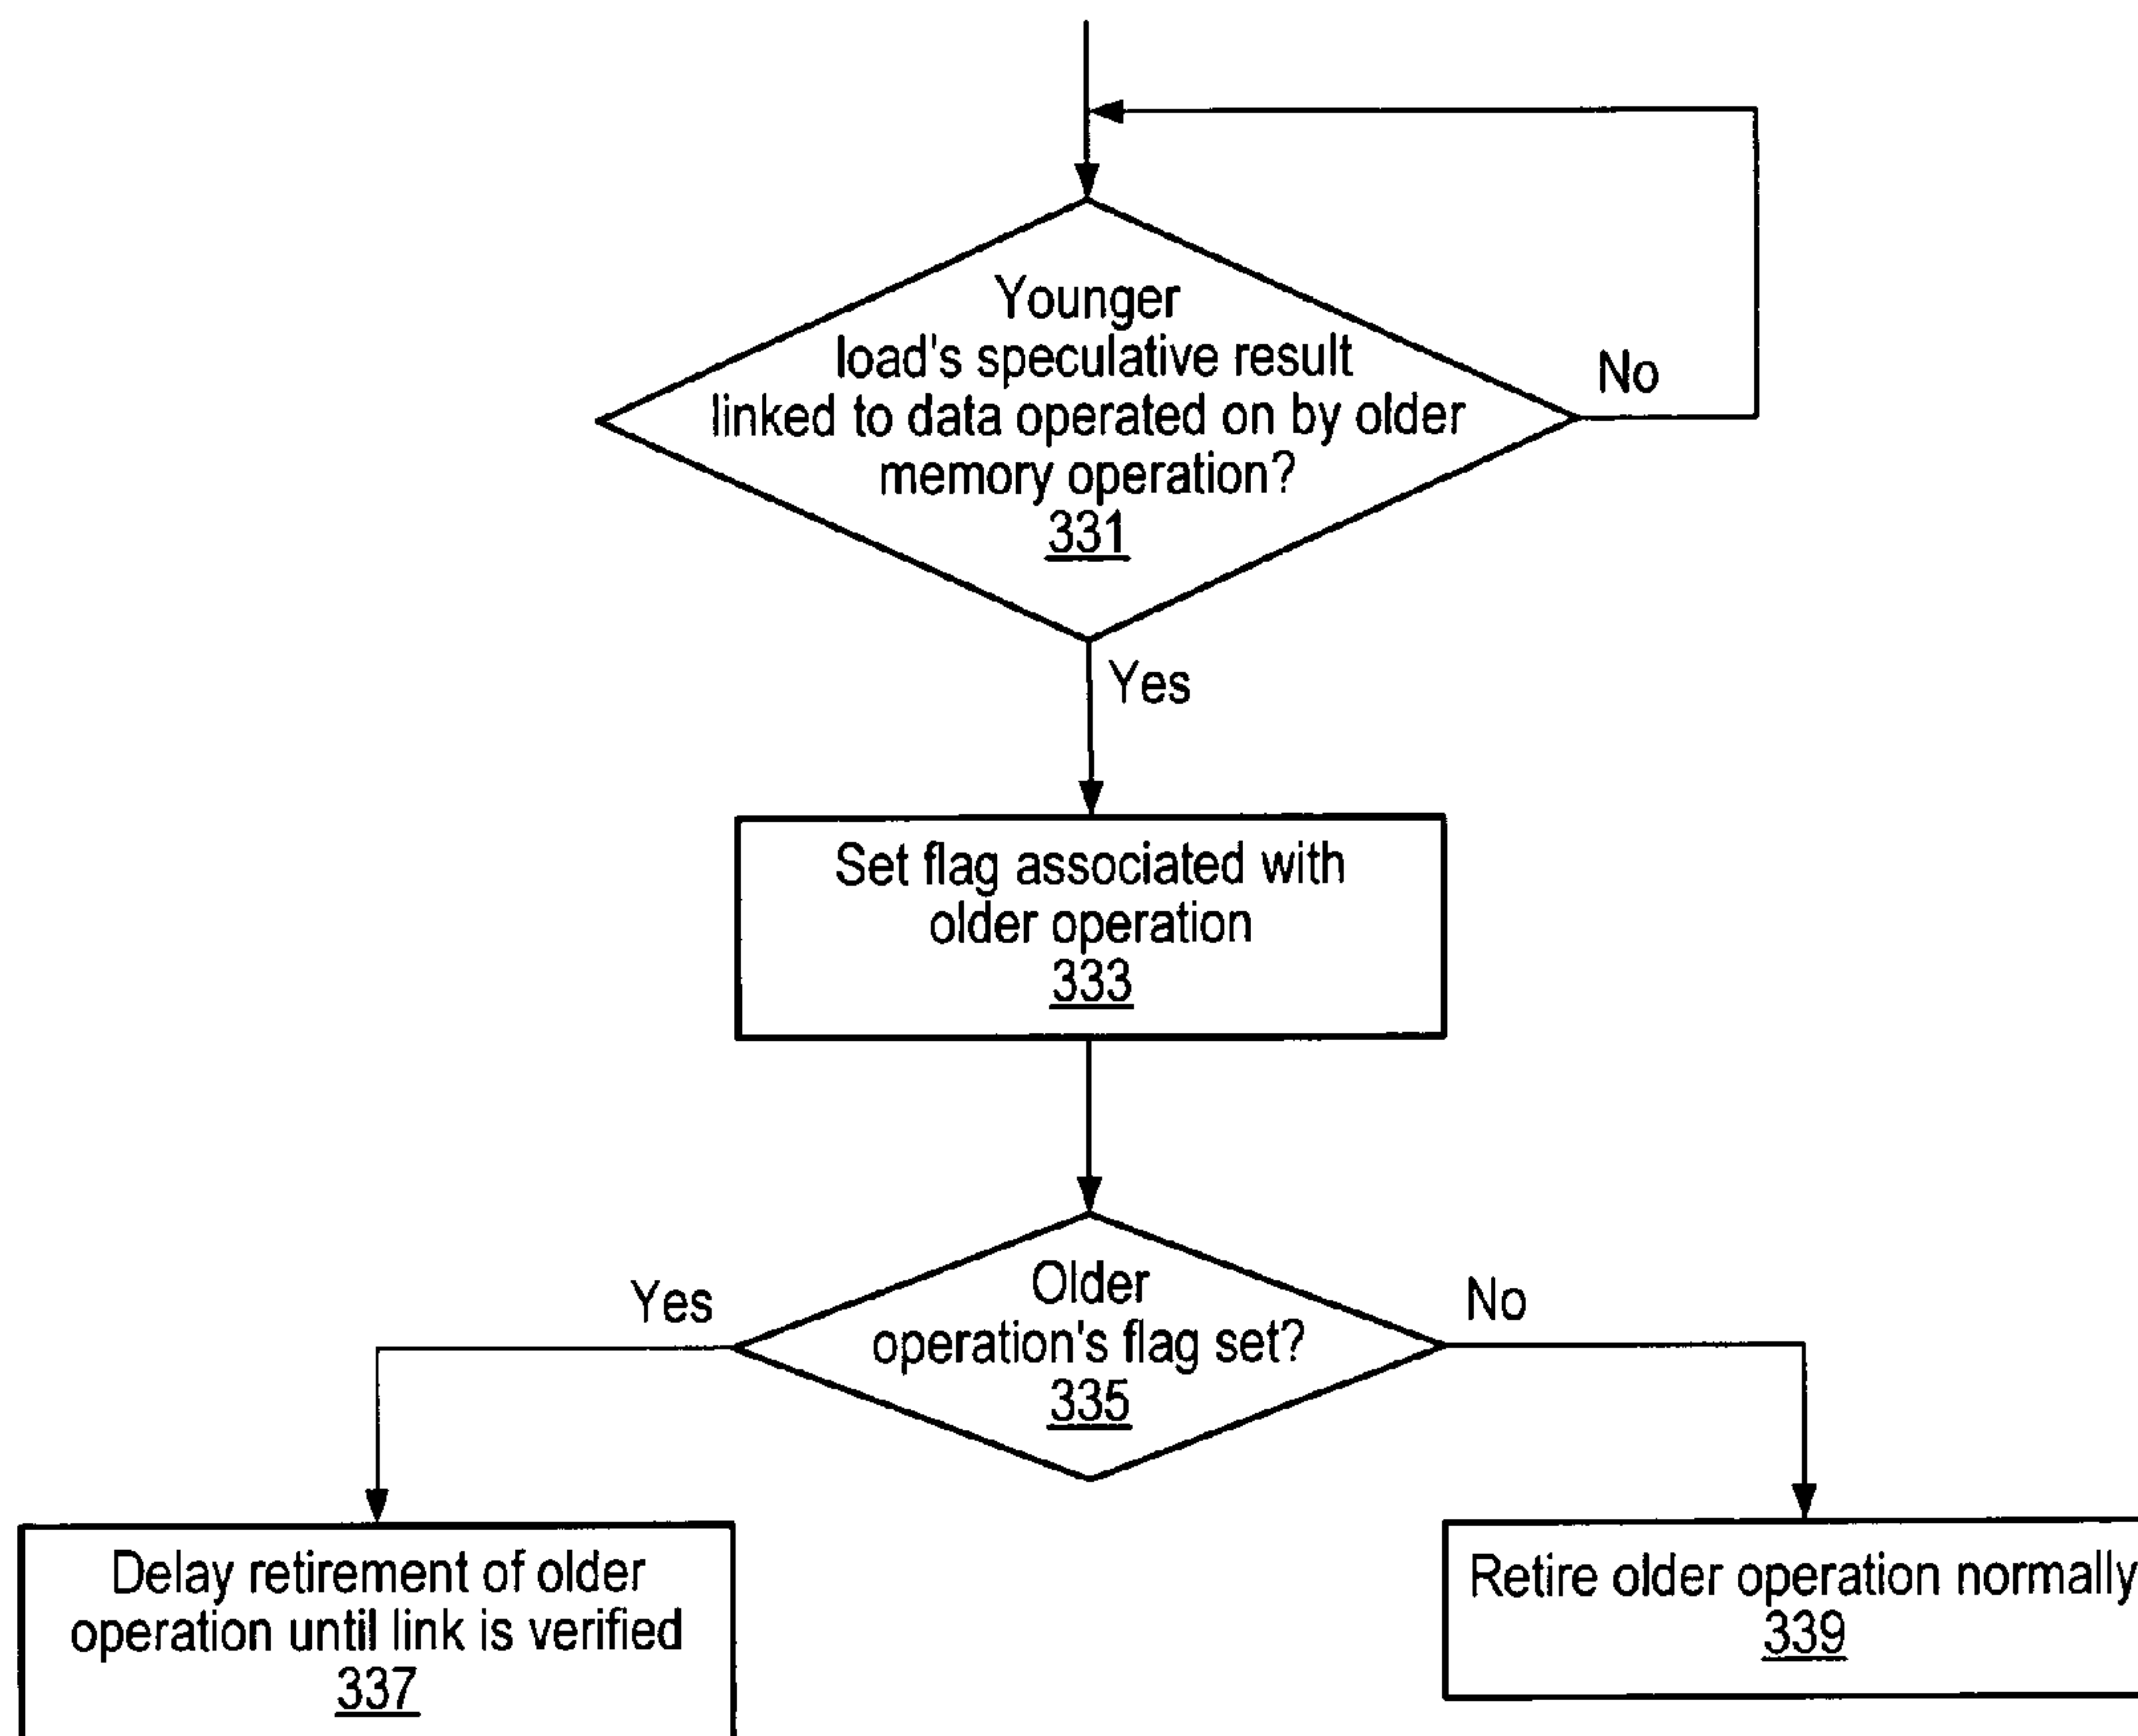 Younger
load's speculative result
linked to data operated on by older
memory operation?
331
No
Yes
Set flag associated with
older operation
333
Older
operation's flag set?
335
Yes
No
Delay retirement of older
operation until link is verified
337
Retire older operation normally
339